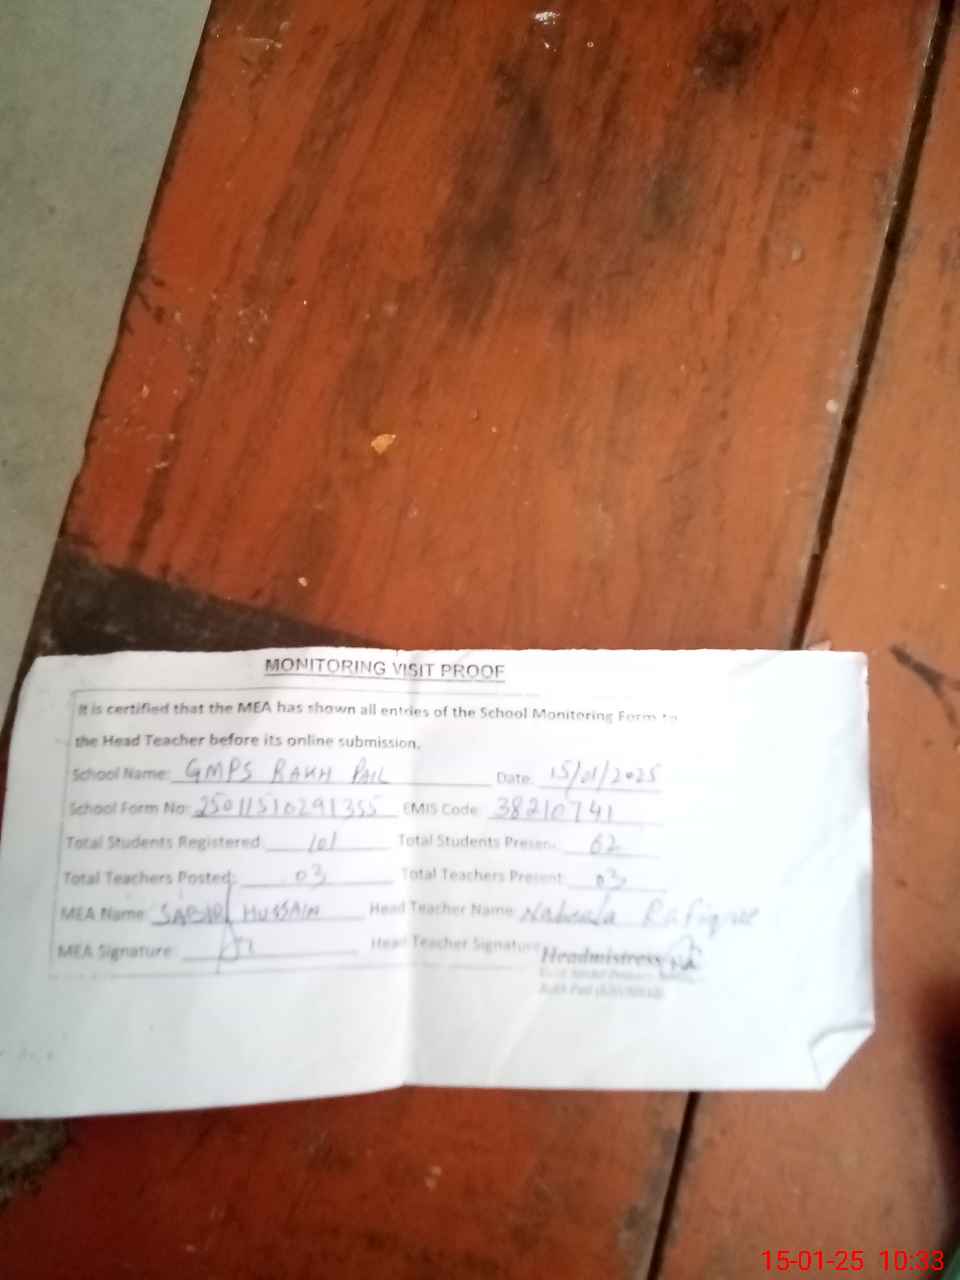 MONITORING VISIT PROOF
It is certified that the MEA has shown all entries of the School Monitoring Form to
the Head Teacher before its online submission.
School Name: GMPS RAKH PAIL Date: 15/01/2025
School Form No: 25011510291355 EMIS Code: 38210741
Total Students Registered: 101 Total Students Present: 62
Total Teachers Posted: 03 Total Teachers Present: 03
MEA Name: SABIR HUSSAIN Head Teacher Name: Nabeela Rafique
MEA Signature: Head Teacher Signature:
Headmistress
15-01-25 10:33